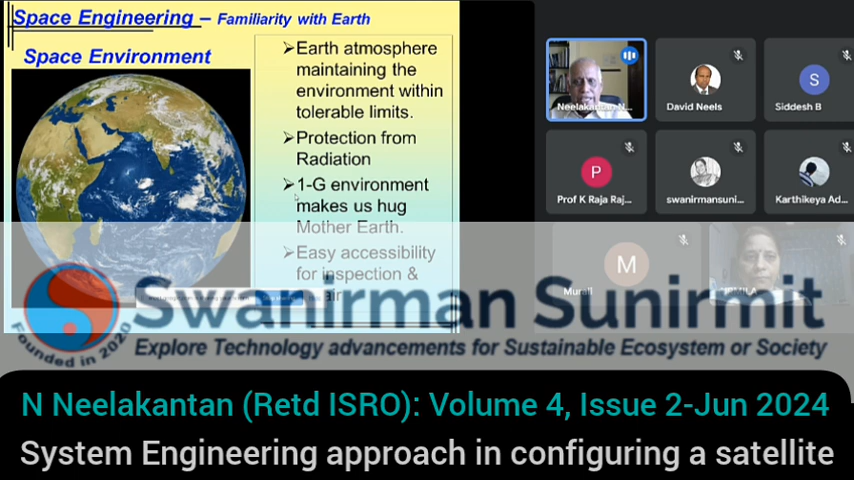 Space Engineering – Familiarity with Earth
Space Environment
➢Earth atmosphere
maintaining the
environment within
tolerable limits.
➢Protection from
Radiation
➢1-G environment
makes us hug
Mother Earth.
➢Easy accessibility
for inspection &
Neelakantan N...
David Neels
Siddesh B
S
P
Prof K Raja Raj...
swanirmansuni...
Karthikeya Ad...
M
Murali
Swanirman Sunirmit
Founded in 2020
Explore Technology advancements for Sustainable Ecosystem or Society
N Neelakantan (Retd ISRO): Volume 4, Issue 2-Jun 2024
System Engineering approach in configuring a satellite